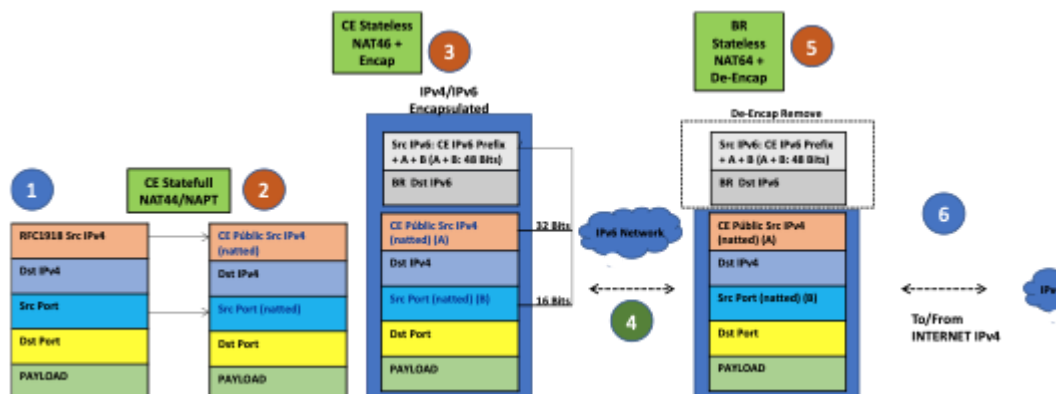 CE Stateless
NAT46 +
Encap
3
BR
Stateless
NAT64 +
De-Encap
5
IPv4/IPv6
Encapsulated
De-Encap Remove
Src IPv6: CE IPv6 Prefix
+ A + B (A + B: 48 Bits)
BR Dst IPv6
Src IPv6: CE IPv6 Prefix
+ A + B (A + B: 48 Bits)
BR Dst IPv6
1
CE Statefull
NAT44/NAPT
2
6
RFC1918 Src IPv4
Dst IPv4
Src Port
Dst Port
PAYLOAD
CE Públic Src IPv4
(natted)
Dst IPv4
Src Port (natted)
Dst Port
PAYLOAD
CE Públic Src IPv4
(natted) (A)
Dst IPv4
Src Port (natted) (B)
Dst Port
PAYLOAD
32 Bits
16 Bits
IPv6 Network
4
CE Públic Src IPv4
(natted) (A)
Dst IPv4
Src Port (natted) (B)
Dst Port
PAYLOAD
To/From
INTERNET IPv4